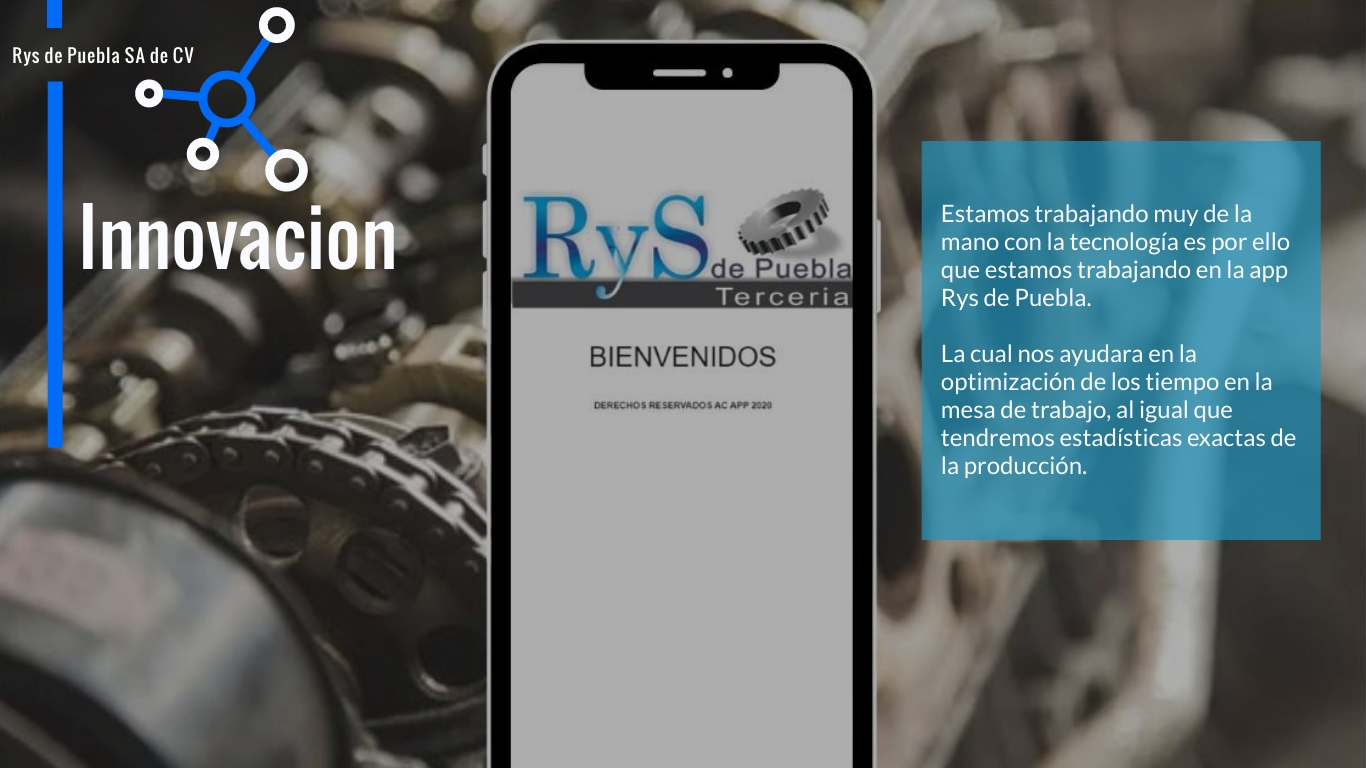 Rys de Puebla SA de CV
Innovacion
RyS
de Puebla
Terceria
BIENVENIDOS
DERECHOS RESERVADOS AC APP 2020
Estamos trabajando muy de la
mano con la tecnología es por ello
que estamos trabajando en la app
Rys de Puebla.
La cual nos ayudara en la
optimización de los tiempo en la
mesa de trabajo, al igual que
tendremos estadísticas exactas de
la producción.